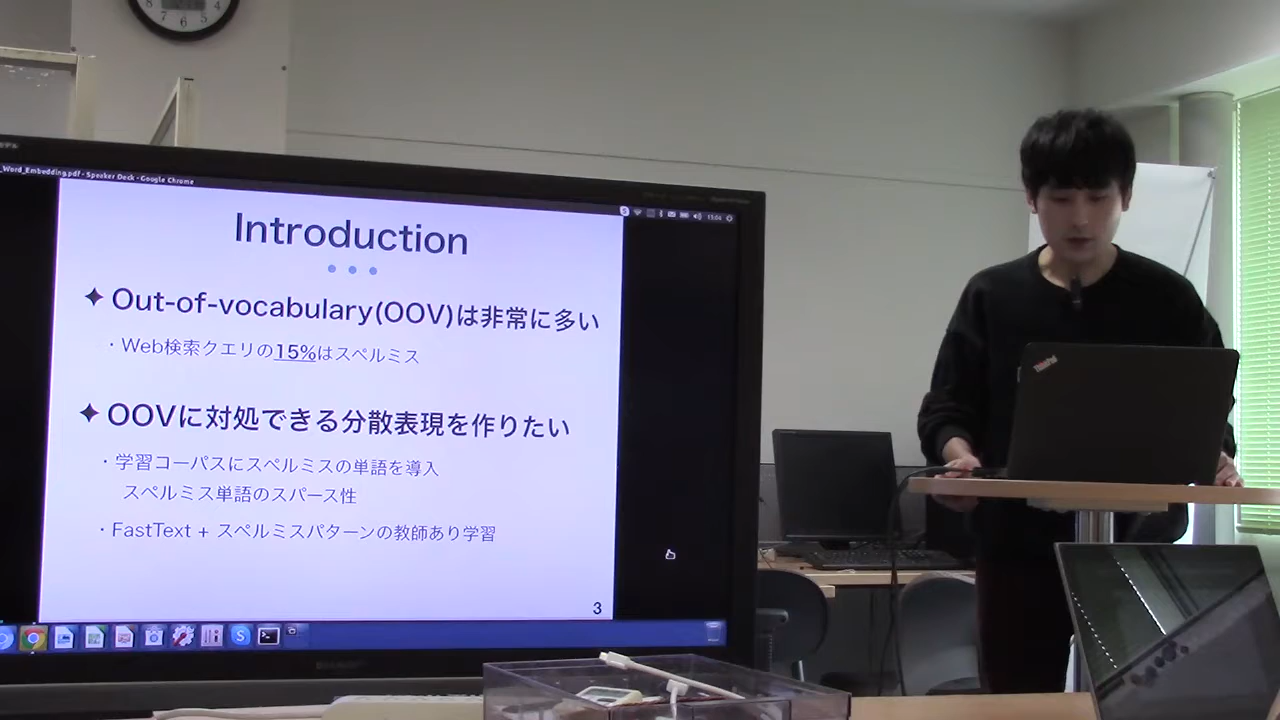 _Word_Embedding.pdf - Speaker Deck - Google Chrome
13:04
Introduction
Out-of-vocabulary(OOV)は非常に多い
・Web検索クエリの15%はスペルミス
OOVに対処できる分散表現を作りたい
・学習コーパスにスペルミスの単語を導入
スペルミス単語のスパース性
・FastText + スペルミスパターンの教師あり学習
3
ThinkPad